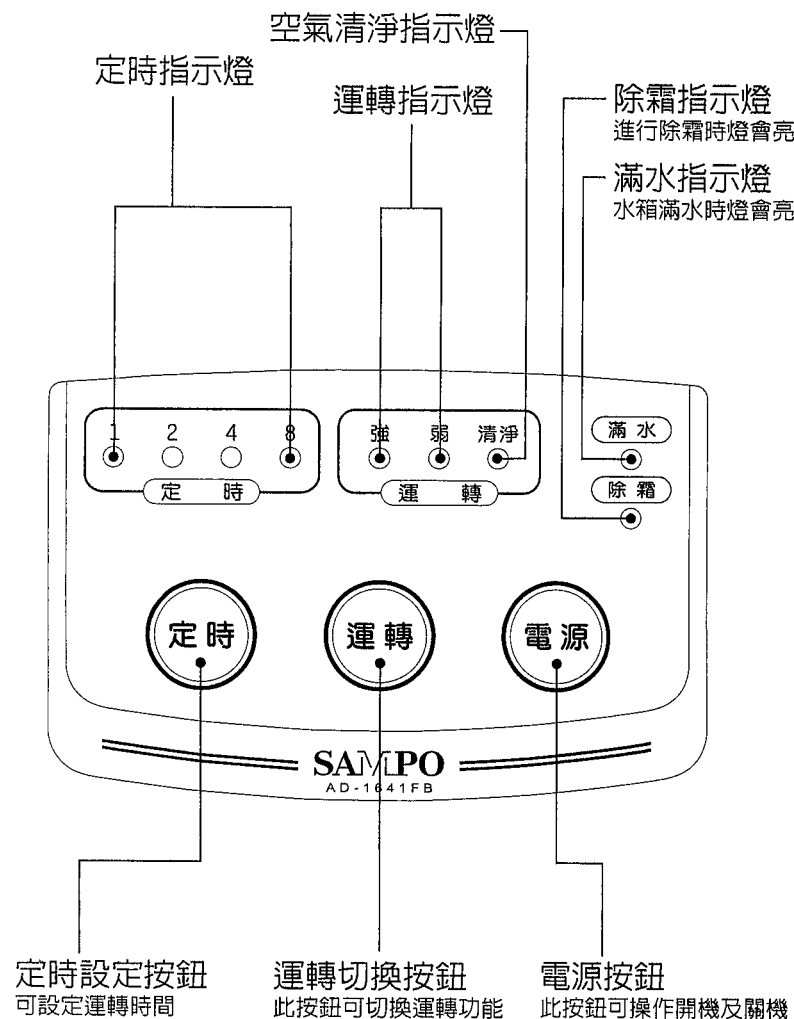 空氣清淨指示燈
定時指示燈
運轉指示燈
除霜指示燈
進行除霜時燈會亮
滿水指示燈
水箱滿水時燈會亮
1 2 4 8
定 時
強 弱 清淨
運 轉
滿水
除霜
定時
運轉
電源
SAMPO
AD-1641FB
定時設定按鈕
可設定運轉時間
運轉切換按鈕
此按鈕可切換運轉功能
電源按鈕
此按鈕可操作開機及關機